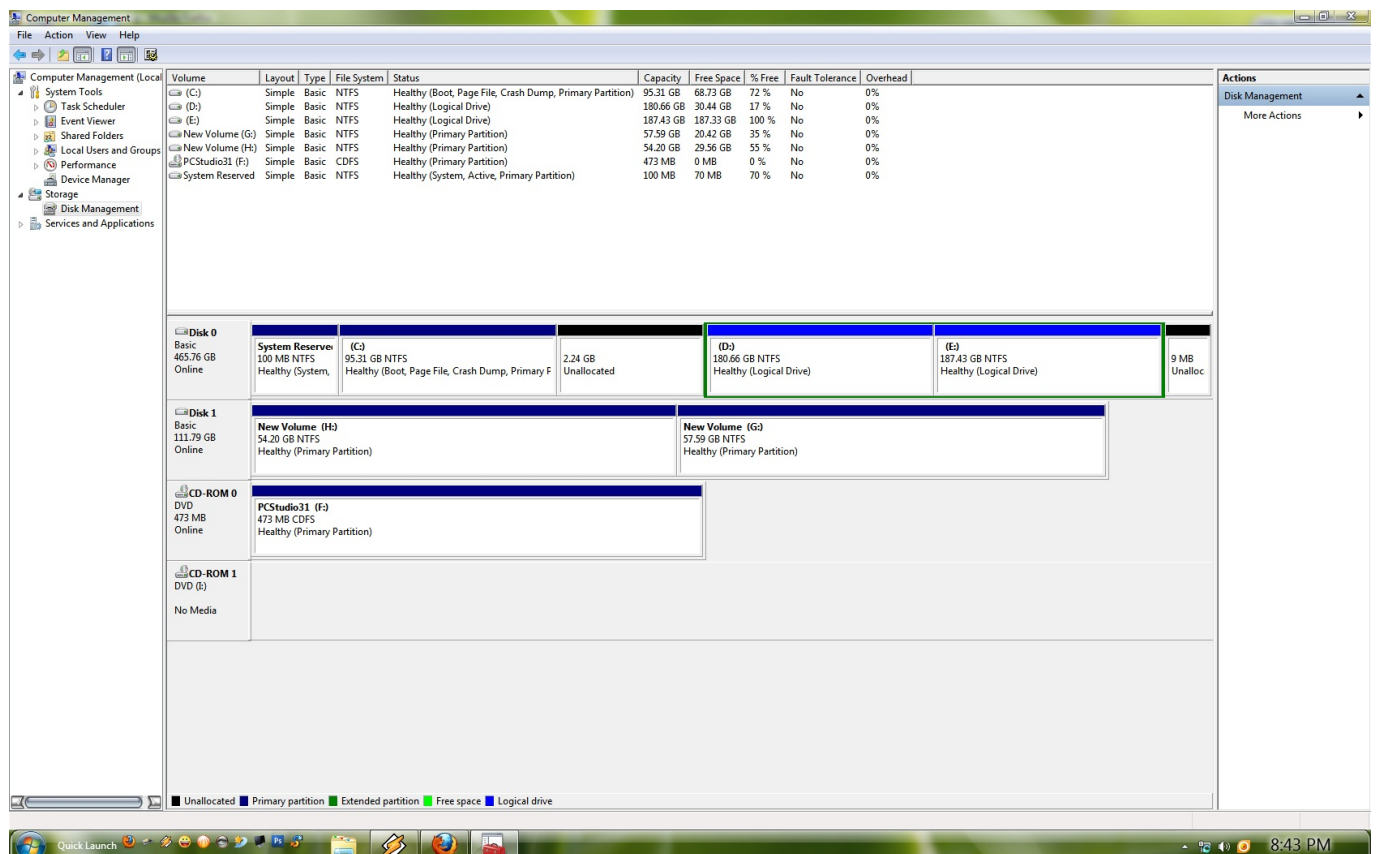 Computer Management
File Action View Help
Computer Management (Local
System Tools
Task Scheduler
Event Viewer
Shared Folders
Local Users and Groups
Performance
Device Manager
Storage
Disk Management
Services and Applications
Volume Layout Type File System Status Capacity Free Space % Free Fault Tolerance Overhead
(C:) Simple Basic NTFS Healthy (Boot, Page File, Crash Dump, Primary Partition) 95.31 GB 68.73 GB 72 % No 0%
(D:) Simple Basic NTFS Healthy (Logical Drive) 180.66 GB 30.44 GB 17 % No 0%
(E:) Simple Basic NTFS Healthy (Logical Drive) 187.43 GB 187.33 GB 100 % No 0%
New Volume (G:) Simple Basic NTFS Healthy (Primary Partition) 57.59 GB 20.42 GB 35 % No 0%
New Volume (H:) Simple Basic NTFS Healthy (Primary Partition) 54.20 GB 29.56 GB 55 % No 0%
PCStudio31 (F:) Simple Basic CDFS Healthy (Primary Partition) 473 MB 0 MB 0 % No 0%
System Reserved Simple Basic NTFS Healthy (System, Active, Primary Partition) 100 MB 70 MB 70 % No 0%
Actions
Disk Management
More Actions
Disk 0
Basic
465.76 GB
Online
System Reserve
100 MB NTFS
Healthy (System,
(C:)
95.31 GB NTFS
Healthy (Boot, Page File, Crash Dump, Primary P
2.24 GB
Unallocated
(D:)
180.66 GB NTFS
Healthy (Logical Drive)
(E:)
187.43 GB NTFS
Healthy (Logical Drive)
9 MB
Unalloc
Disk 1
Basic
111.79 GB
Online
New Volume (H:)
54.20 GB NTFS
Healthy (Primary Partition)
New Volume (G:)
57.59 GB NTFS
Healthy (Primary Partition)
CD-ROM 0
DVD
473 MB
Online
PCStudio31 (F:)
473 MB CDFS
Healthy (Primary Partition)
CD-ROM 1
DVD (I:)
No Media
Unallocated Primary partition Extended partition Free space Logical drive
Quick Launch
Ps
8:43 PM